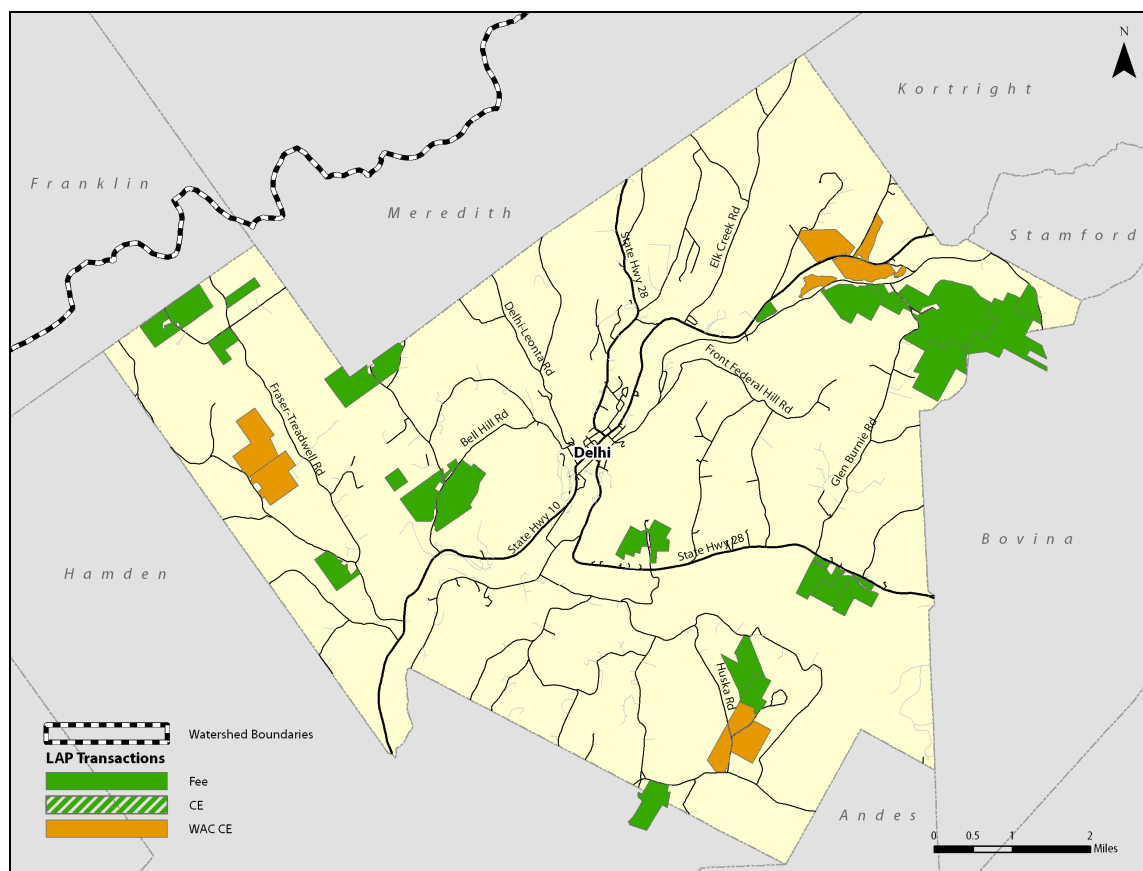 N
Kortright
Franklin
Meredith
Stamford
Elk Creek Rd
State Hwy 28
Delhi-Leonta Rd
Front Federal Hill Rd
Fraser-Treadwell Rd
Bell Hill Rd
Delhi
Glen Burnie Rd
State Hwy 10
State Hwy 28
Bovina
Hamden
Huska Rd
Watershed Boundaries
LAP Transactions
Fee
CE
WAC CE
Andes
0 0.5 1 2
Miles